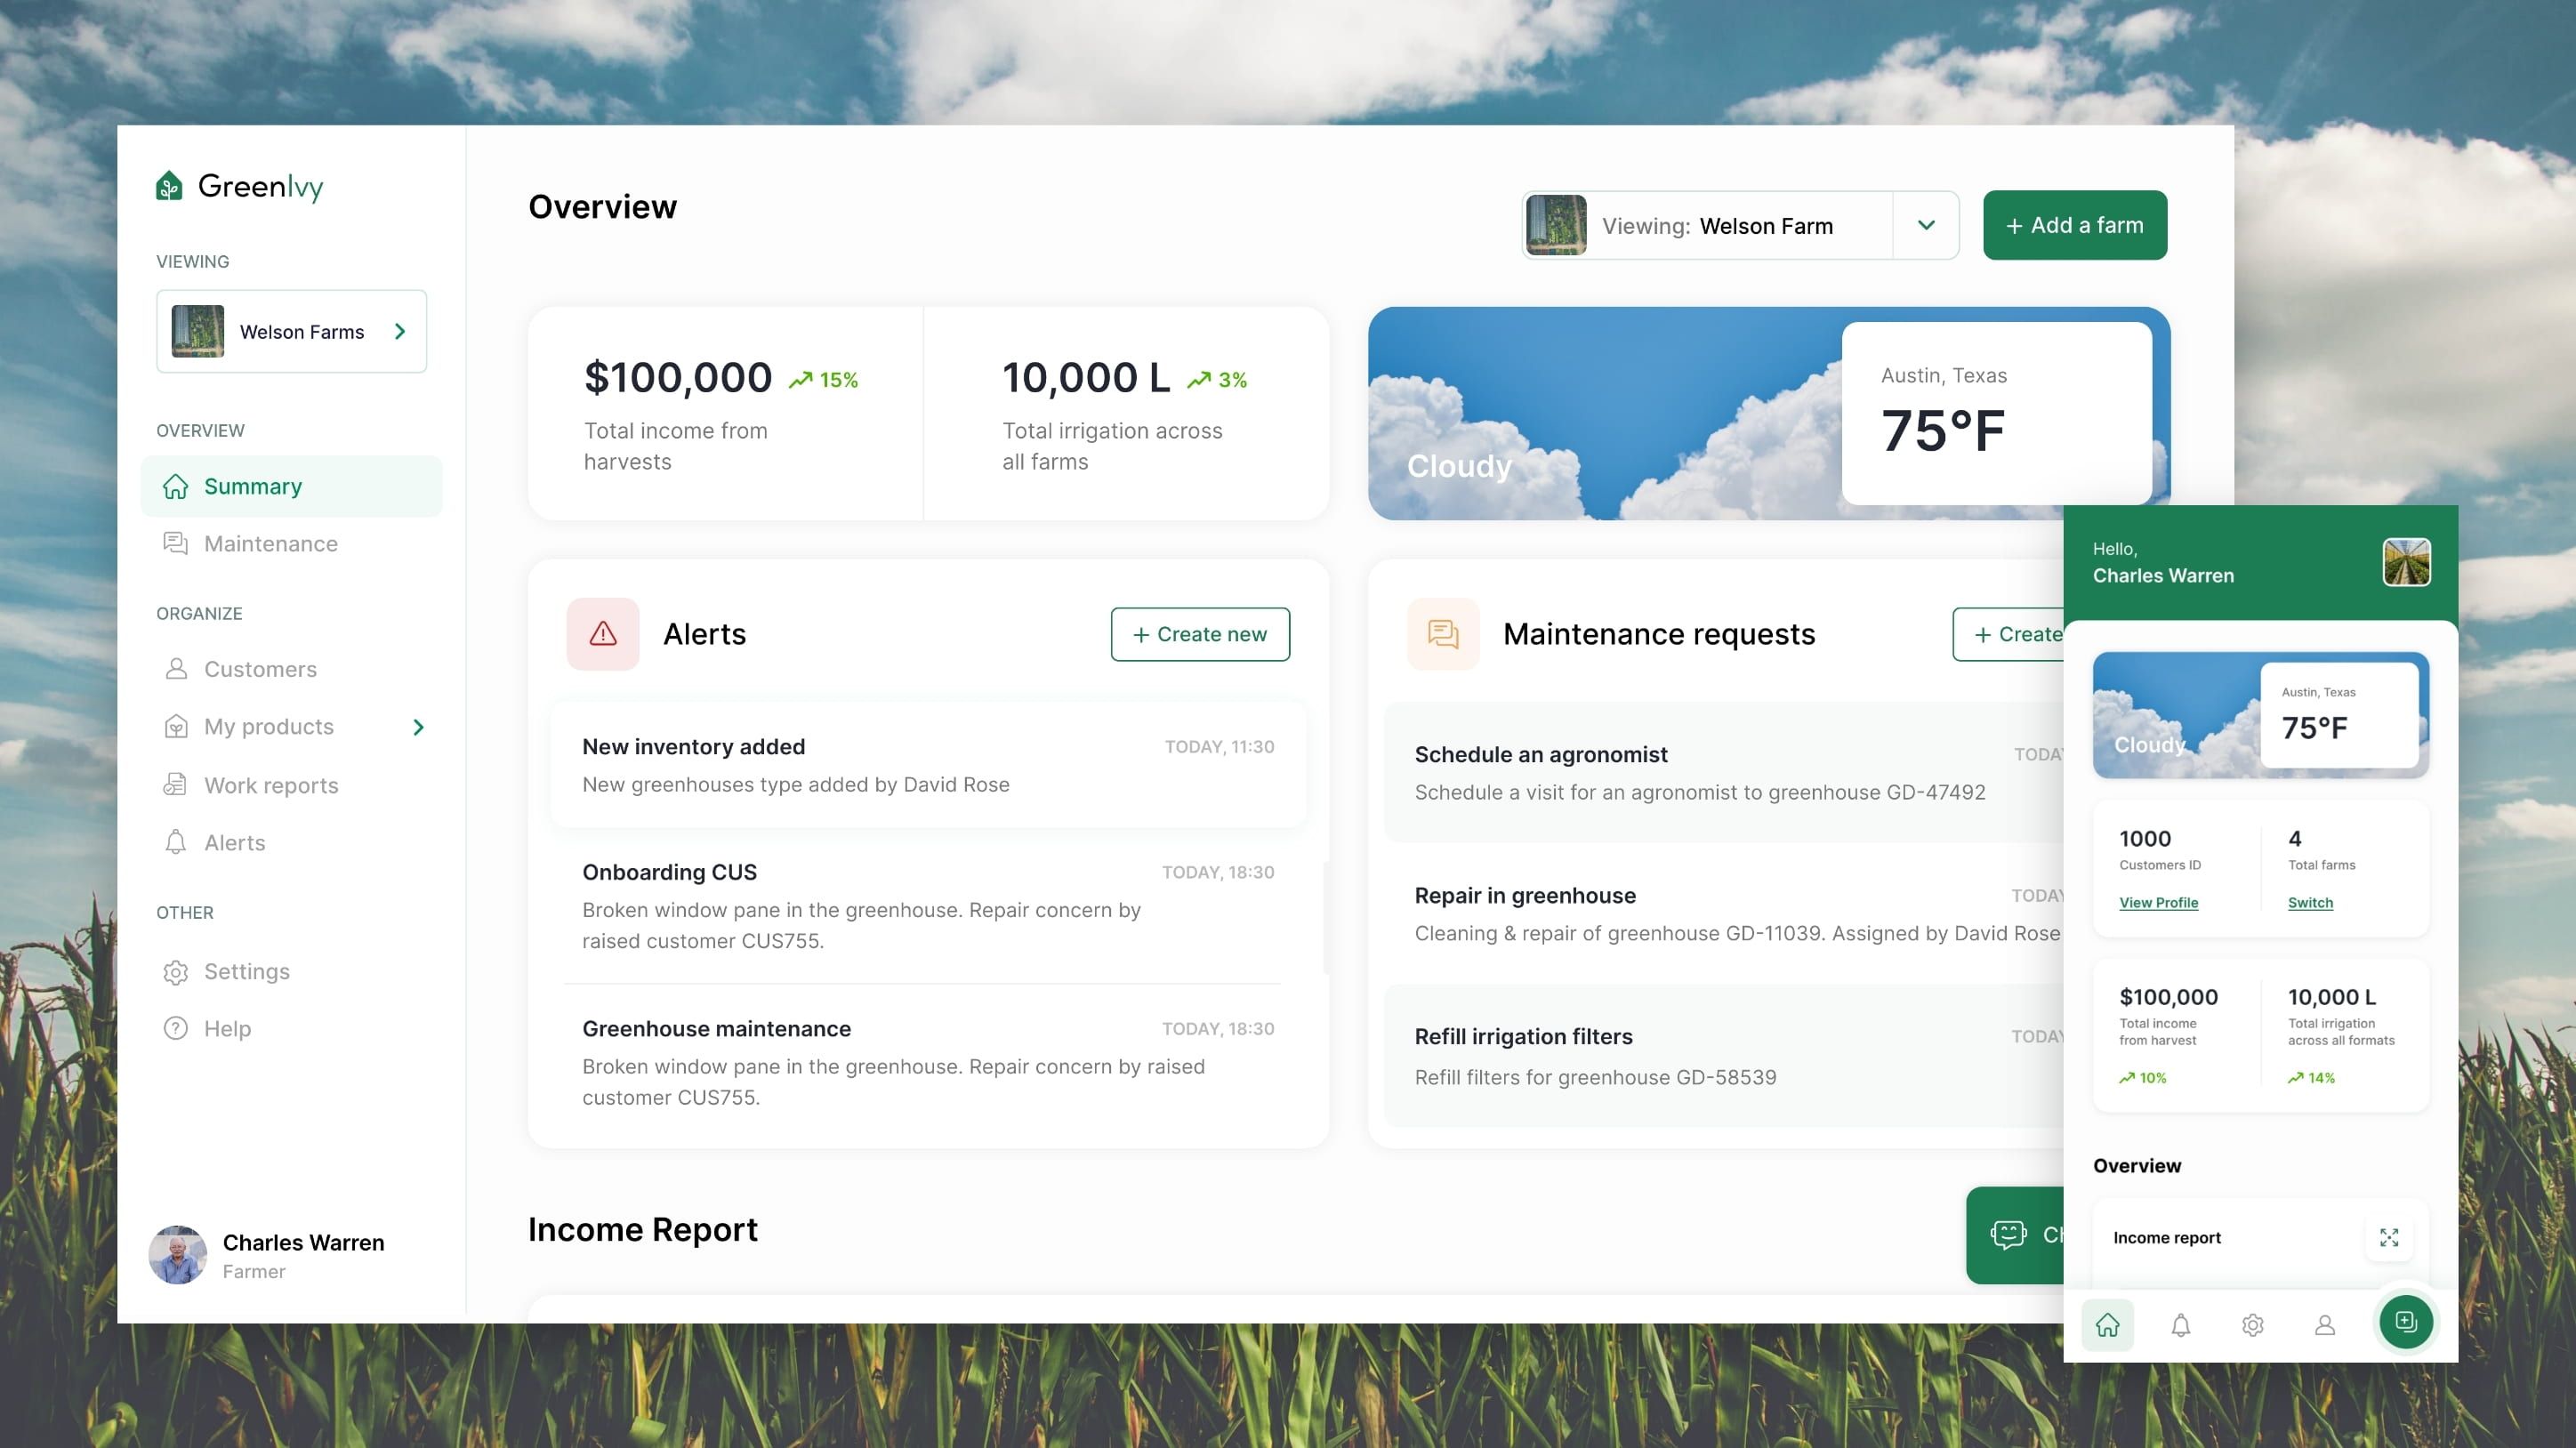 GreenIvy
VIEWING
Welson Farms
OVERVIEW
Summary
Maintenance
ORGANIZE
Customers
My products
Work reports
Alerts
OTHER
Settings
Help
Charles Warren
Farmer
Overview
Viewing: Welson Farm
+ Add a farm
$100,000 15%
Total income from
harvests
10,000 L 3%
Total irrigation across
all farms
Cloudy
Austin, Texas
75°F
Alerts
+ Create new
New inventory added TODAY, 11:30
New greenhouses type added by David Rose
Onboarding CUS TODAY, 18:30
Broken window pane in the greenhouse. Repair concern by
raised customer CUS755.
Greenhouse maintenance TODAY, 18:30
Broken window pane in the greenhouse. Repair concern by raised
customer CUS755.
Maintenance requests
+ Create
Schedule an agronomist
Schedule a visit for an agronomist to greenhouse GD-47492
Repair in greenhouse
Cleaning & repair of greenhouse GD-11039. Assigned by David Rose
Refill irrigation filters
Refill filters for greenhouse GD-58539
Income Report
Hello,
Charles Warren
Cloudy
Austin, Texas
75°F
1000
Customers ID
View Profile
4
Total farms
Switch
$100,000
Total income
from harvest
10%
10,000 L
Total irrigation
across all formats
14%
Overview
Income report